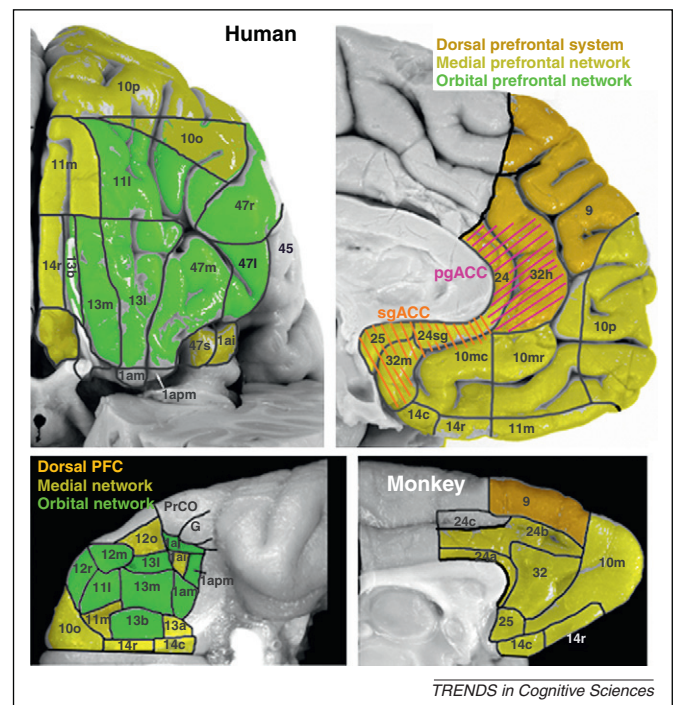 Human
Dorsal prefrontal system
Medial prefrontal network
Orbital prefrontal network
10p
10o
11m
11l
47r
45
14r
13b
13m
13l
47m
47l
47s
1ai
1am
1apm
9
pgACC
24
32h
sgACC
25
24sg
32m
10mc
10mr
10p
14c
14r
11m
Dorsal PFC
Medial network
Orbital network
PrCO
G
12o
1al
1ai
12m
13l
12r
1apm
11l
13m
1am
11m
13b
13a
10o
14r
14c
Monkey
9
24c
24b
24a
32
10m
25
14c
14r
TRENDS in Cognitive Sciences